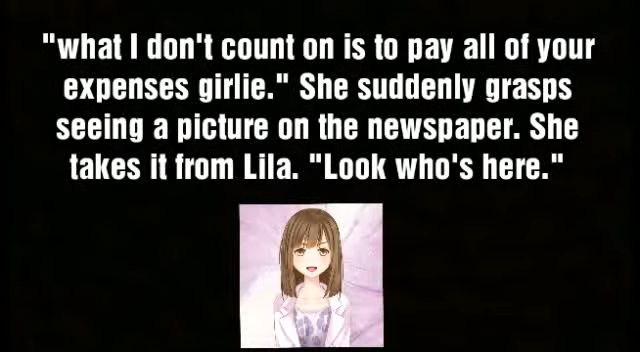 "what I don't count on is to pay all of your
expenses girlie." She suddenly grasps
seeing a picture on the newspaper. She
takes it from Lila. "Look who's here."